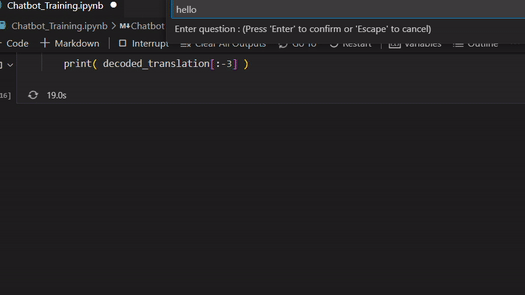 Chatbot_Training.ipynb
hello
Chatbot_Training.ipynb > M↓ Chatbot
Enter question : (Press 'Enter' to confirm or 'Escape' to cancel)
Code + Markdown Interrupt Clear All Outputs Go To Restart Variables Outline
print( decoded_translation[:-3] )
16]
19.0s